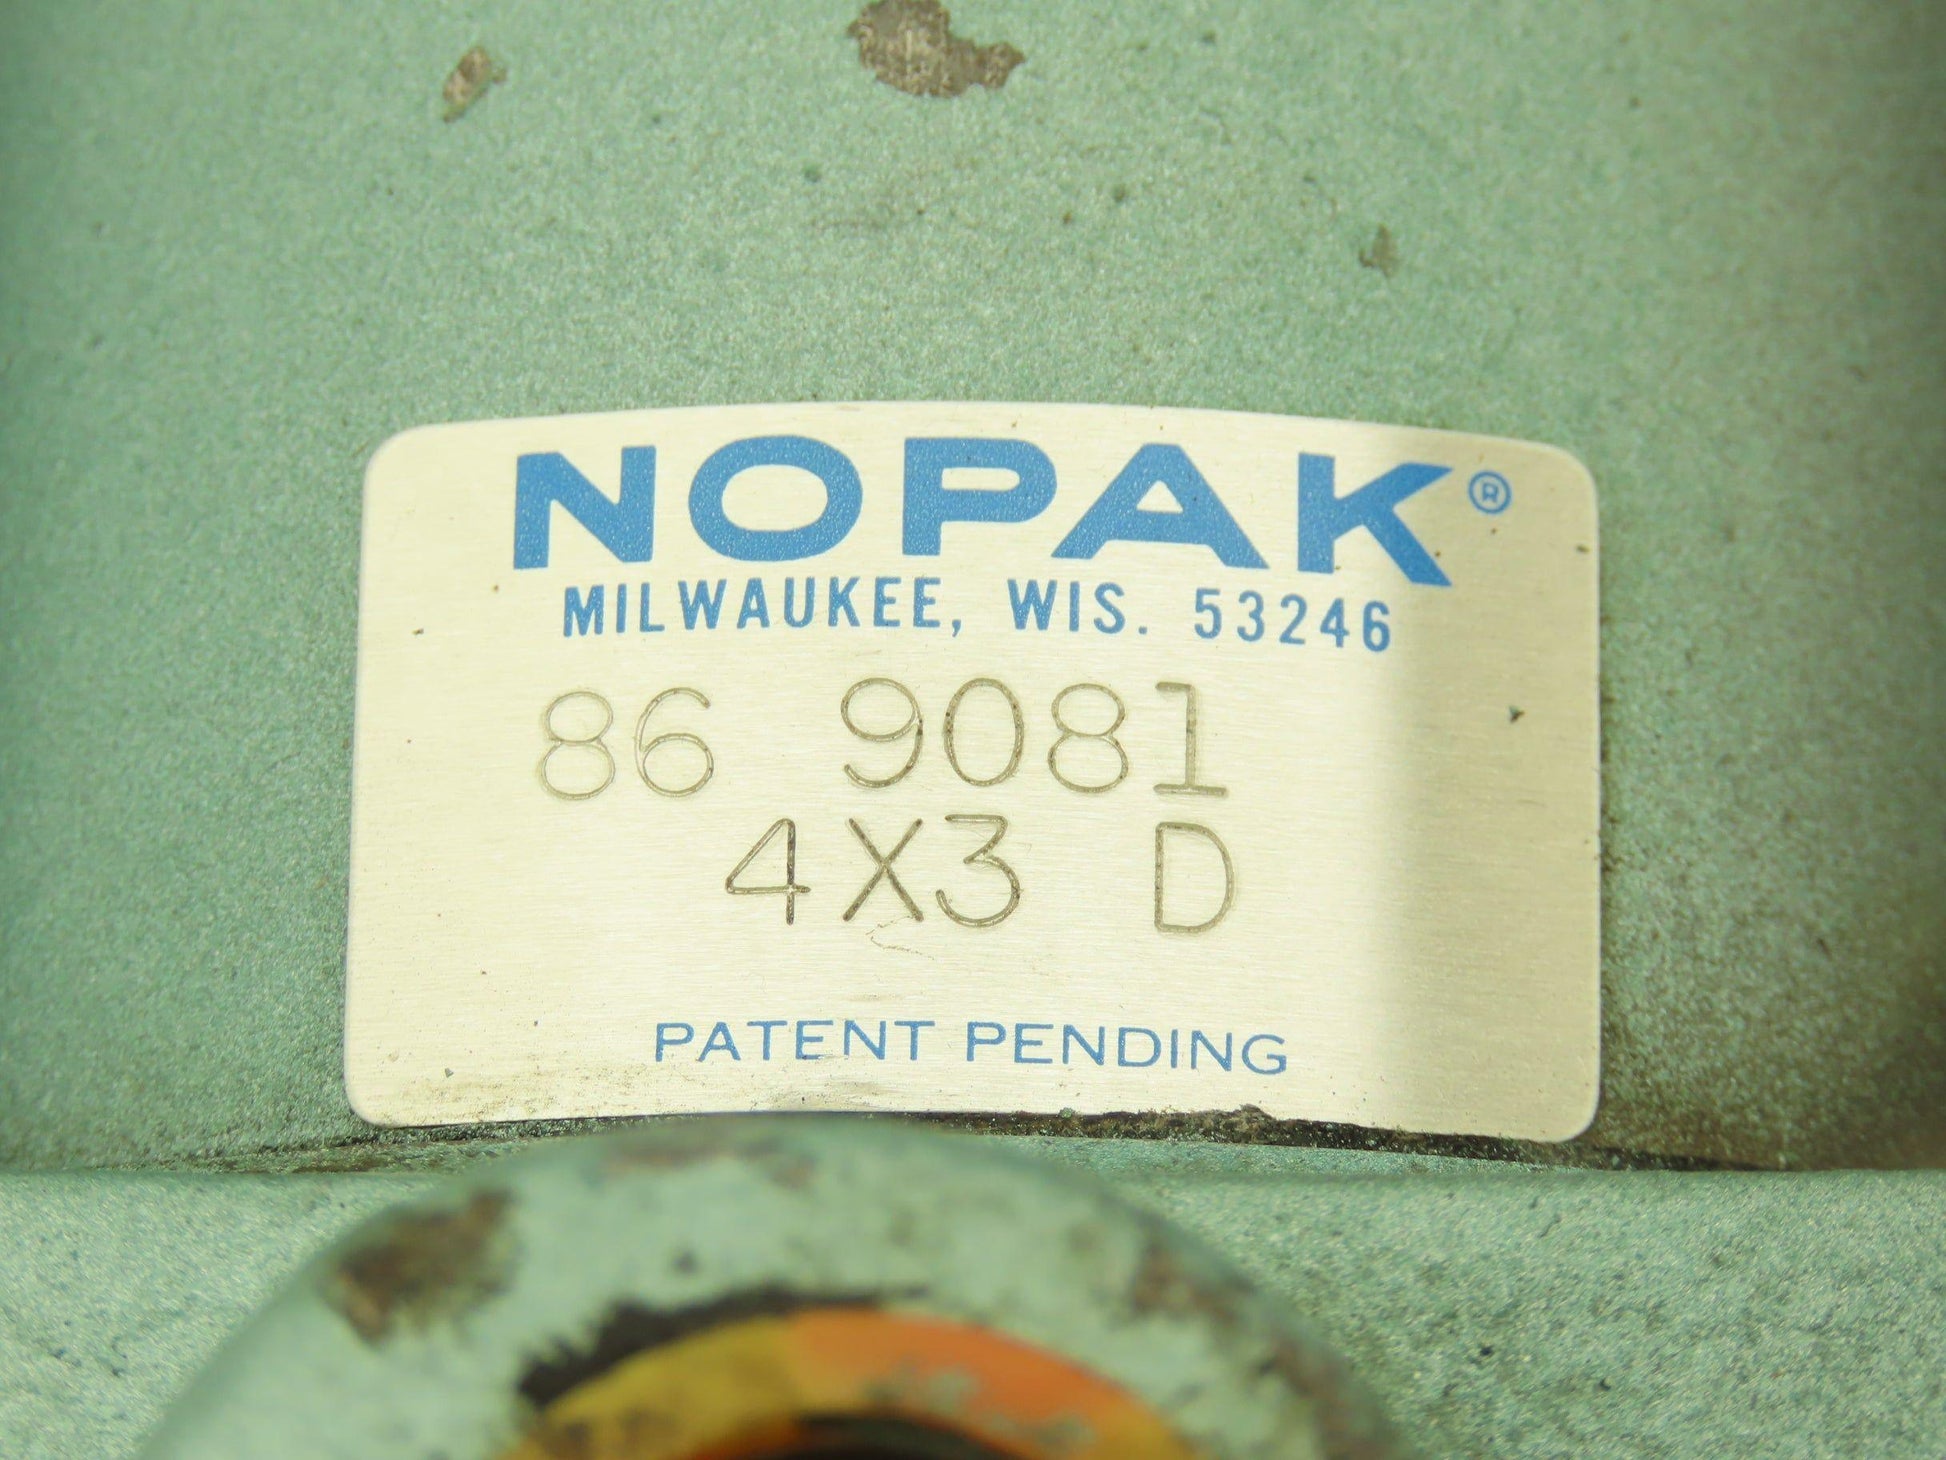 NOPAK®
MILWAUKEE, WIS. 53246
86 9081
4X3 D
PATENT PENDING